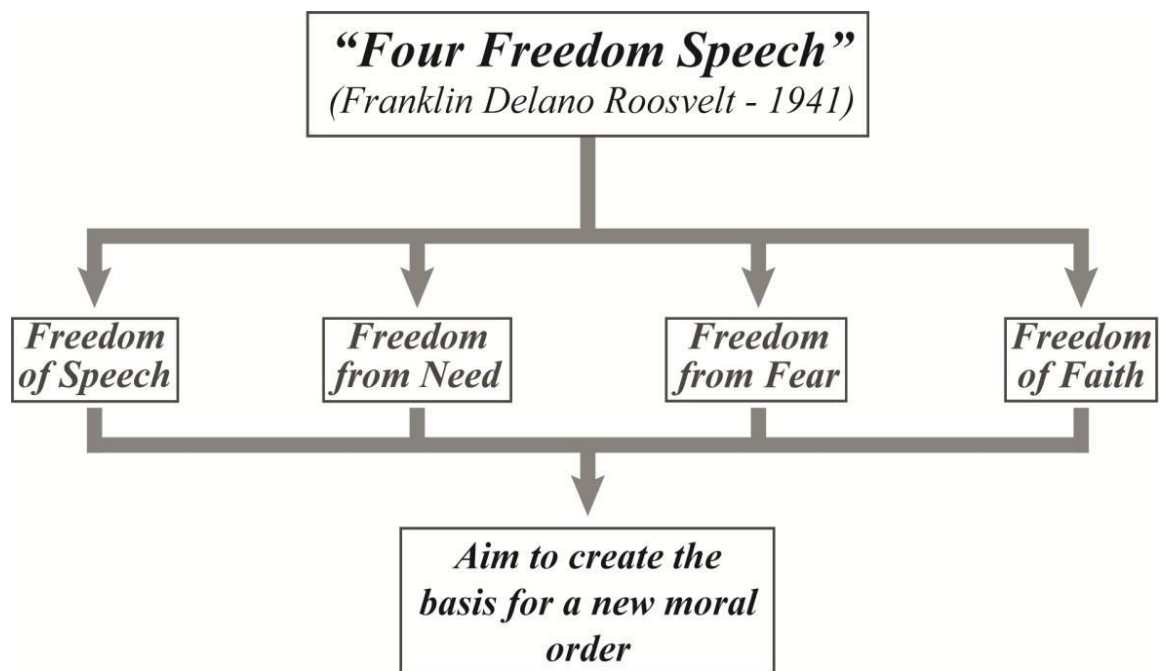 “Four Freedom Speech”
(Franklin Delano Roosvelt - 1941)
Freedom
of Speech
Freedom
from Need
Freedom
from Fear
Freedom
of Faith
Aim to create the
basis for a new moral
order